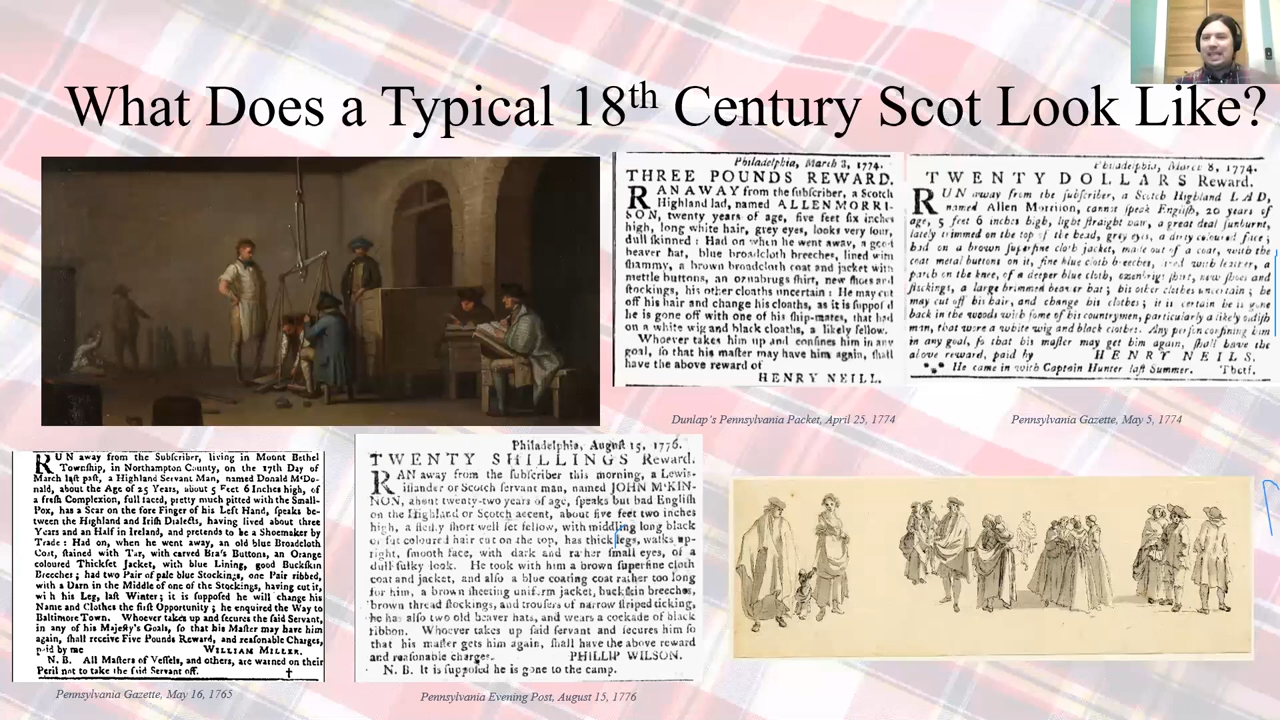 What Does a Typical 18th Century Scot Look Like?
Philadelphia, March 3, 1774.
THREE POUNDS REWARD.
RAN AWAY from the ſubſcriber, a Scotch
Highland lad, named ALLEN MORRI-
SON, twenty years of age, five feet ſix inches
high, long white hair, grey eyes, looks very ſour,
dull ſkinned : Had on when he went away, a good
beaver hat, blue broadcloth breeches, lined with
ſhammy, a brown broadcloth coat and jacket with
mettle buttons, an oznabrugs ſhirt, new ſhoes and
ſtockings, his other cloaths uncertain : He may cut
off his hair and change his cloaths, as it is ſuppoſ d
he is gone off with one of his ſhip-mates, that had
on a white wig and black cloaths, a likely fellow.
Whoever takes him up and confines him in any
goal, ſo that his maſter may have him again, ſhall
have the above reward of
HENRY NEILL.
Dunlap's Pennsylvania Packet, April 25, 1774
Philadelphia, March 8, 1774.
TWENTY DOLLARS Reward.
RUN away from the ſubſcriber, a Scotch Highland LAD,
named Allen Morriſon, cannot ſpeak Engliſh, 20 years of
age, 5 feet 6 inches high, light ſtraight hair, a great deal ſunburnt,
lately trimmed on the top of the head, grey eyes, a dirty coloured face ;
had on a brown ſuperfine cloth jacket, made out of a coat, with the
coat metal buttons on it, fine blue cloth breeches, lined with leather, a
patch on the knee, of a deeper blue cloth, ozenbrigs ſhirt, new ſhoes and
ſtockings, a large brimmed beaver hat ; his other clothes uncertain ; he
may cut off his hair, and change his clothes ; it is certain he is gone
back in the woods with ſome of his countrymen, particularly a likely oldiſh
man, that wore a white wig and black clothes. Any perſon confining him
in any goal, ſo that his maſter may get him again, ſhall have the
above reward, paid by HENRY NEILS.
He came in with Captain Hunter laſt Summer.
Pennsylvania Gazette, May 5, 1774
RUN away from the Subſcriber, living in Mount Bethel
Townſhip, in Northampton County, on the 17th Day of
March laſt paſt, a Highland Servant Man, named Donald M'Do-
nald, about the Age of 25 Years, about 5 Feet 6 Inches high, of
a freſh Complexion, full faced, pretty much pitted with the Small-
Pox, has a Scar on the fore Finger of his Left Hand, ſpeaks be-
tween the Highland and Iriſh Dialects, having lived about three
Years and an Half in Ireland, and pretends to be a Shoemaker by
Trade : Had on, when he went away, an old blue Broadcloth
Coat, ſtained with Tar, with carved Braſs Buttons, an Orange
coloured Thickſet Jacket, with blue Lining, good Buckſkin
Breeches ; had two Pair of pale blue Stockings, one Pair ribbed,
with a Darn in the Middle of one of the Stockings, having cut it,
with his Leg, laſt Winter ; it is ſuppoſed he will change his
Name and Clothes the firſt Opportunity ; he enquired the Way to
Baltimore Town. Whoever takes up and ſecures the ſaid Servant,
in any of his Majeſty's Goals, ſo that his Maſter may have him
again, ſhall receive Five Pounds Reward, and reaſonable Charges,
paid by me WILLIAM MILLER.
N. B. All Maſters of Veſſels, and others, are warned on their
Peril not to take the ſaid Servant off. †
Pennsylvania Gazette, May 16, 1765
Philadelphia, Auguſt 15, 1776.
TWENTY SHILLINGS Reward.
RAN away from the ſubſcriber this morning, a Lewis-
iſlander or Scotch ſervant man, named JOHN M'KIN-
NON, about twenty-two years of age, ſpeaks but bad Engliſh
on the Highland or Scotch accent, about five feet two inches
high, a fleſhy ſhort well ſet fellow, with middling long black
or ſut coloured hair cut on the top, has thick legs, walks up-
right, ſmooth face, with dark and rather ſmall eyes, of a
dull ſulky look. He took with him a brown ſuperfine cloth
coat and jacket, and alſo a blue coating coat rather too long
for him, a brown ſheeting uniform jacket, buckſkin breeches,
brown thread ſtockings, and trouſers of narrow ſtriped ticking,
he has alſo two old beaver hats, and wears a cockade of black
ribbon. Whoever takes up ſaid ſervant and ſecures him ſo
that his maſter gets him again, ſhall have the above reward
and reaſonable charges. PHILLIP WILSON.
N. B. It is ſuppoſed he is gone to the camp.
Pennsylvania Evening Post, August 15, 1776